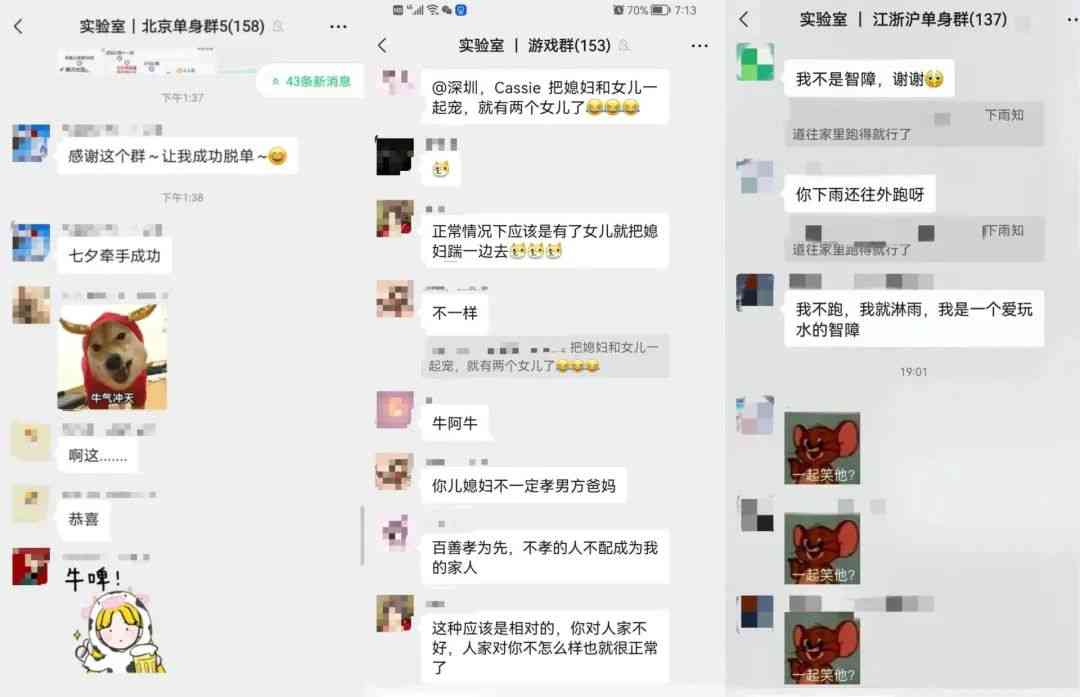 实验室｜北京单身群5(158)
43条新消息
下午1:37
感谢这个群～让我成功脱单～
下午1:38
七夕牵手成功
牛气冲天
啊这.......
恭喜
牛啤!
HD 4G 70% 7:13
实验室 ｜ 游戏群(153)
@深圳，Cassie 把媳妇和女儿一
起宠，就有两个女儿了
正常情况下应该是有了女儿就把媳
妇踹一边去
不一样
把媳妇和女儿一
起宠，就有两个女儿了
牛阿牛
你儿媳妇不一定孝男方爸妈
百善孝为先，不孝的人不配成为我
的家人
这种应该是相对的，你对人家不
好，人家对你不怎么样也就很正常
了
实验室 ｜ 江浙沪单身群(137)
我不是智障，谢谢
下雨知
道往家里跑得就行了
你下雨还往外跑呀
下雨知
道往家里跑得就行了
我不跑，我就淋雨，我是一个爱玩
水的智障
19:01
一起笑他?
一起笑他?
一起笑他?